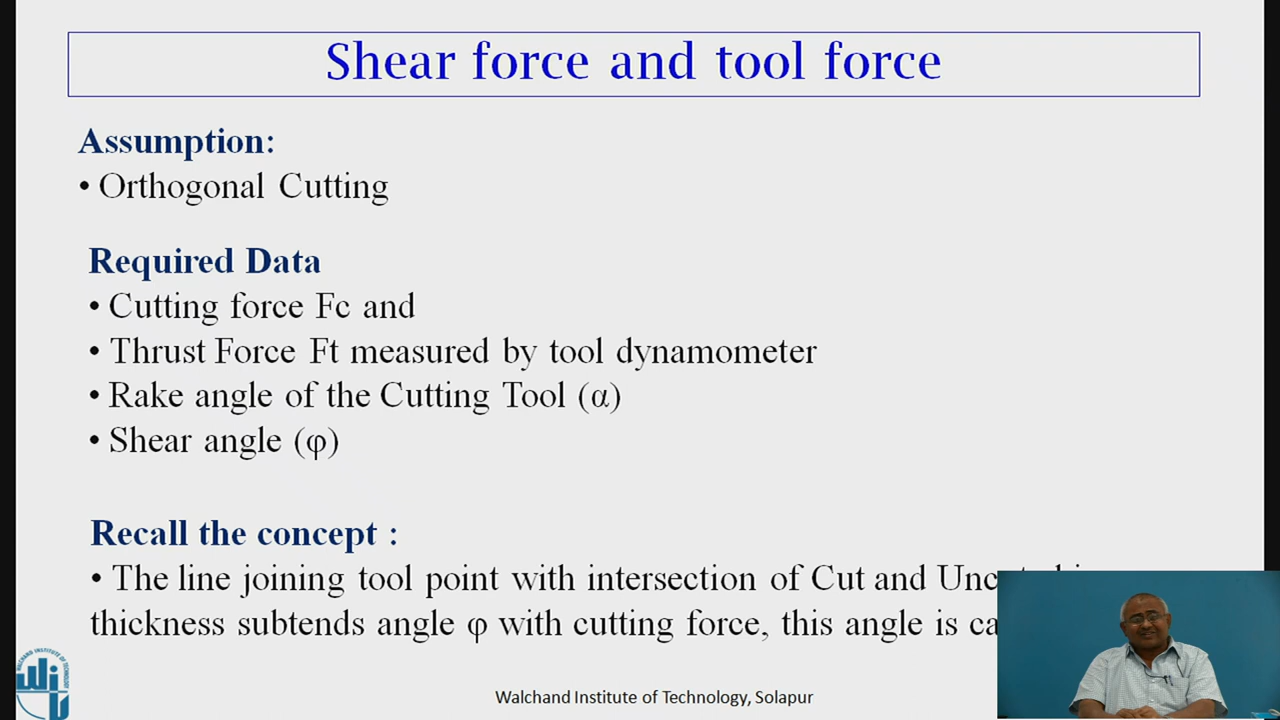 Shear force and tool force
Assumption:
• Orthogonal Cutting
Required Data
• Cutting force Fc and
• Thrust Force Ft measured by tool dynamometer
• Rake angle of the Cutting Tool (α)
• Shear angle (φ)
Recall the concept :
• The line joining tool point with intersection of Cut and
thickness subtends angle φ with cutting force, this angle is
Walchand Institute of Technology, Solapur